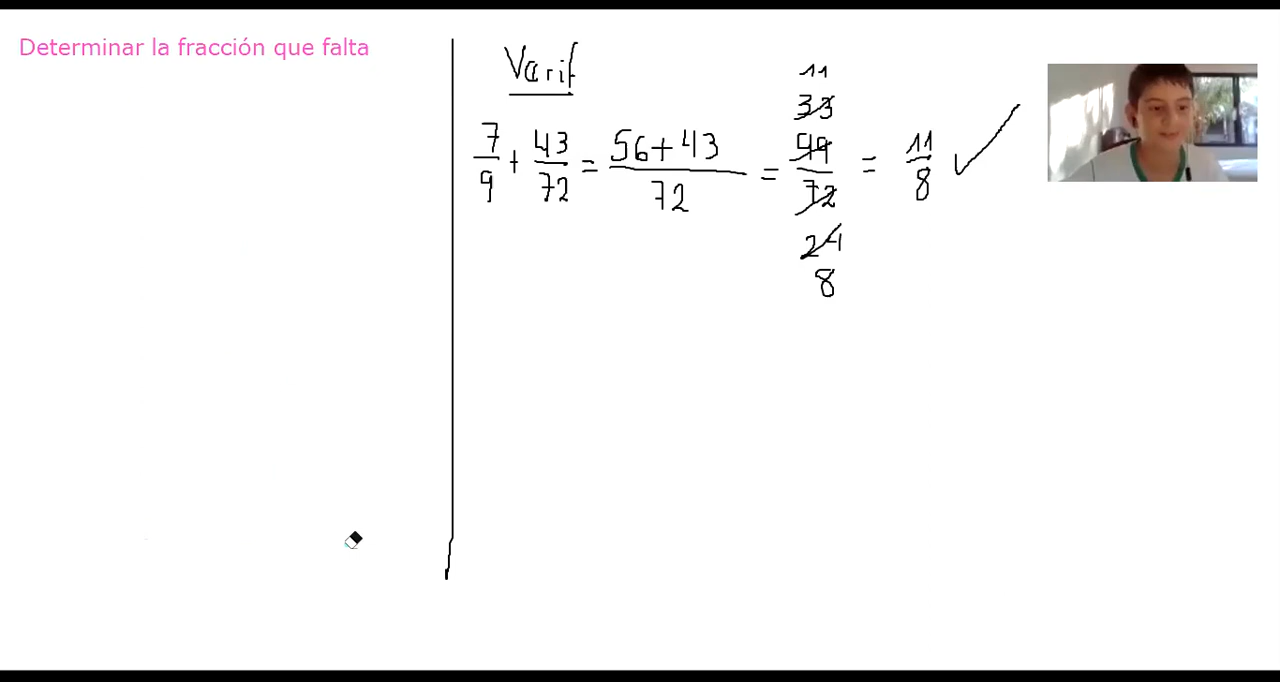 Determinar la fracción que falta
Varif
7/9 + 43/72 = 56+43/72 = 99/72 = 11/8 ✓
11
33
24
8